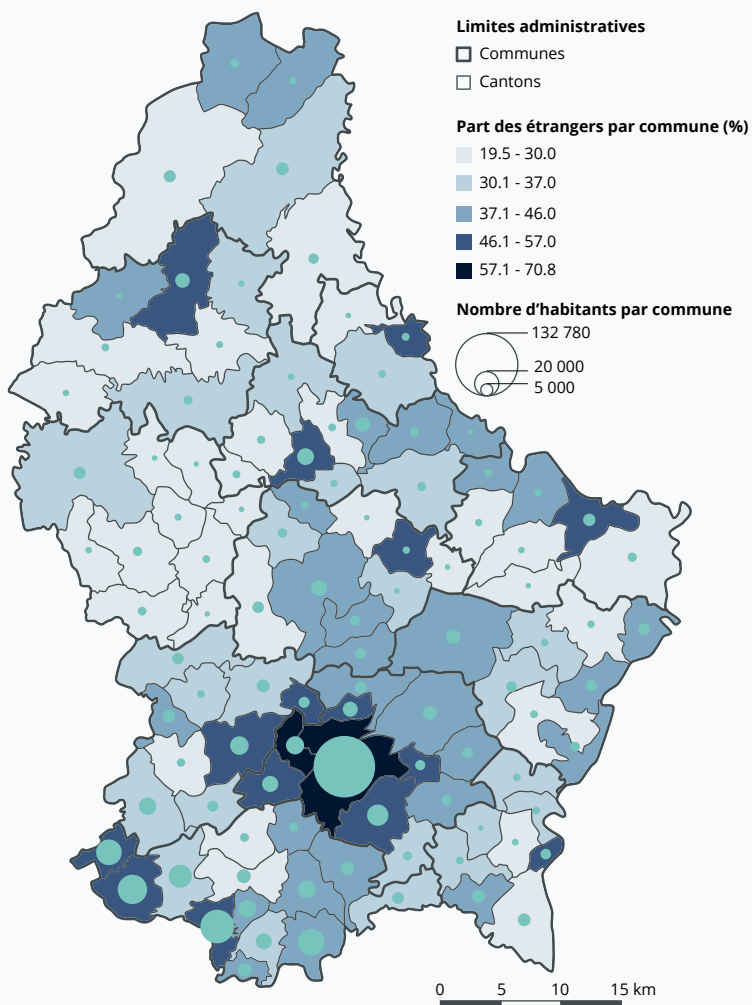 Limites administratives
Communes
Cantons
Part des étrangers par commune (%)
19.5 - 30.0
30.1 - 37.0
37.1 - 46.0
46.1 - 57.0
57.1 - 70.8
Nombre d’habitants par commune
132 780
20 000
5 000
0 5 10 15 km